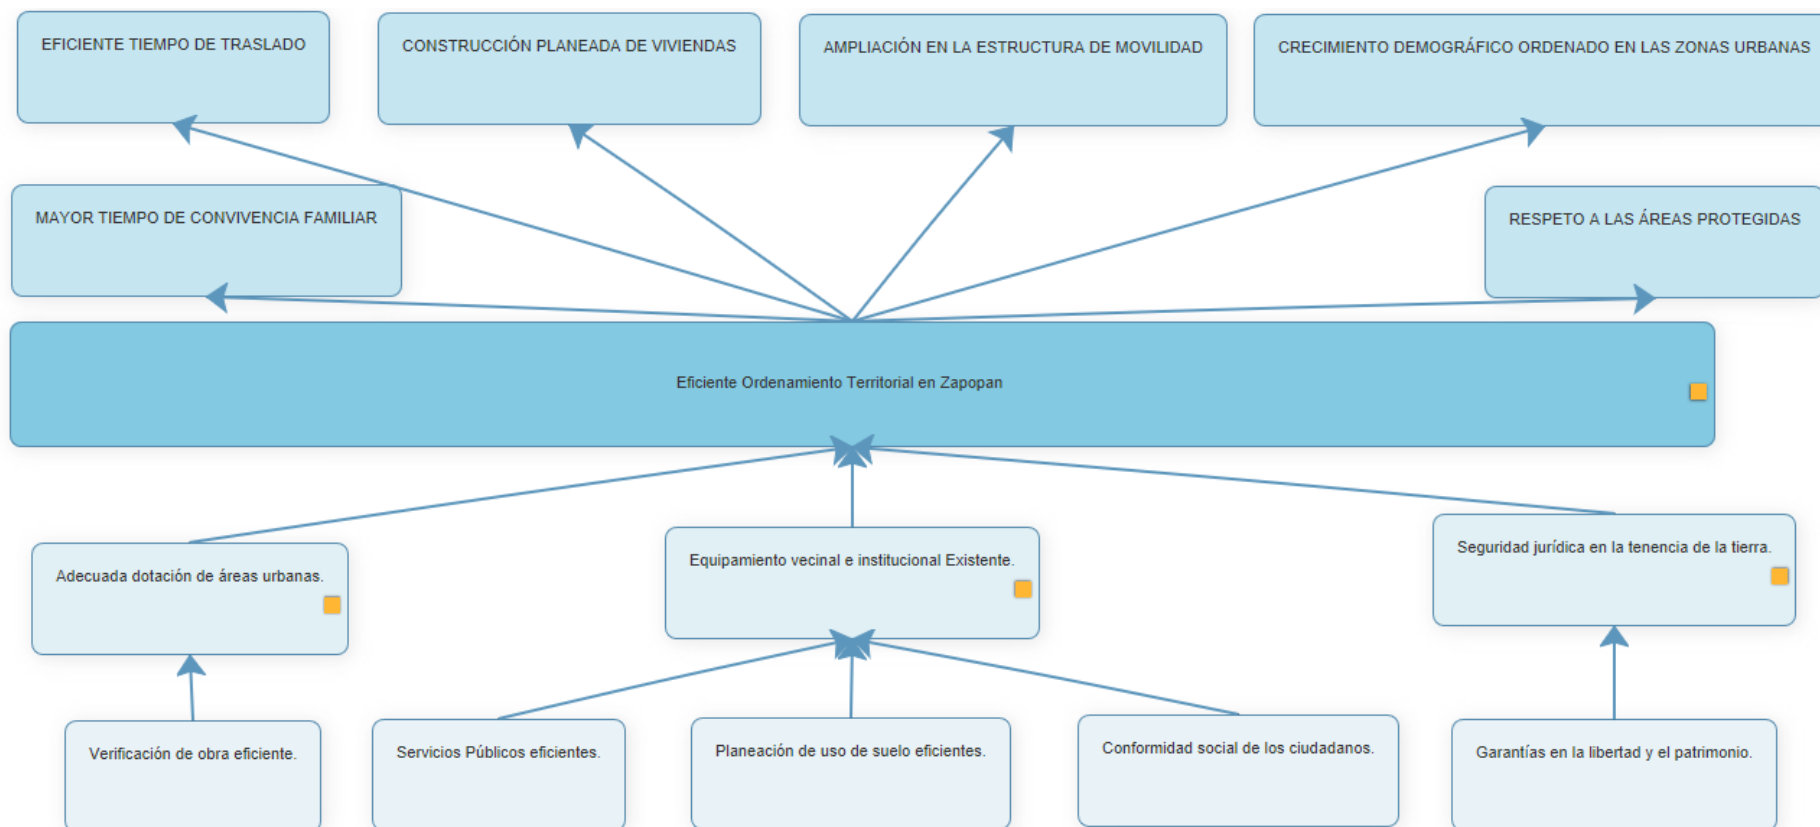 EFICIENTE TIEMPO DE TRASLADO
CONSTRUCCIÓN PLANEADA DE VIVIENDAS
AMPLIACIÓN EN LA ESTRUCTURA DE MOVILIDAD
CRECIMIENTO DEMOGRÁFICO ORDENADO EN LAS ZONAS URBANAS
MAYOR TIEMPO DE CONVIVENCIA FAMILIAR
RESPETO A LAS ÁREAS PROTEGIDAS
Eficiente Ordenamiento Territorial en Zapopan
Adecuada dotación de áreas urbanas.
Equipamiento vecinal e institucional Existente.
Seguridad jurídica en la tenencia de la tierra.
Verificación de obra eficiente.
Servicios Públicos eficientes.
Planeación de uso de suelo eficientes.
Conformidad social de los ciudadanos.
Garantías en la libertad y el patrimonio.